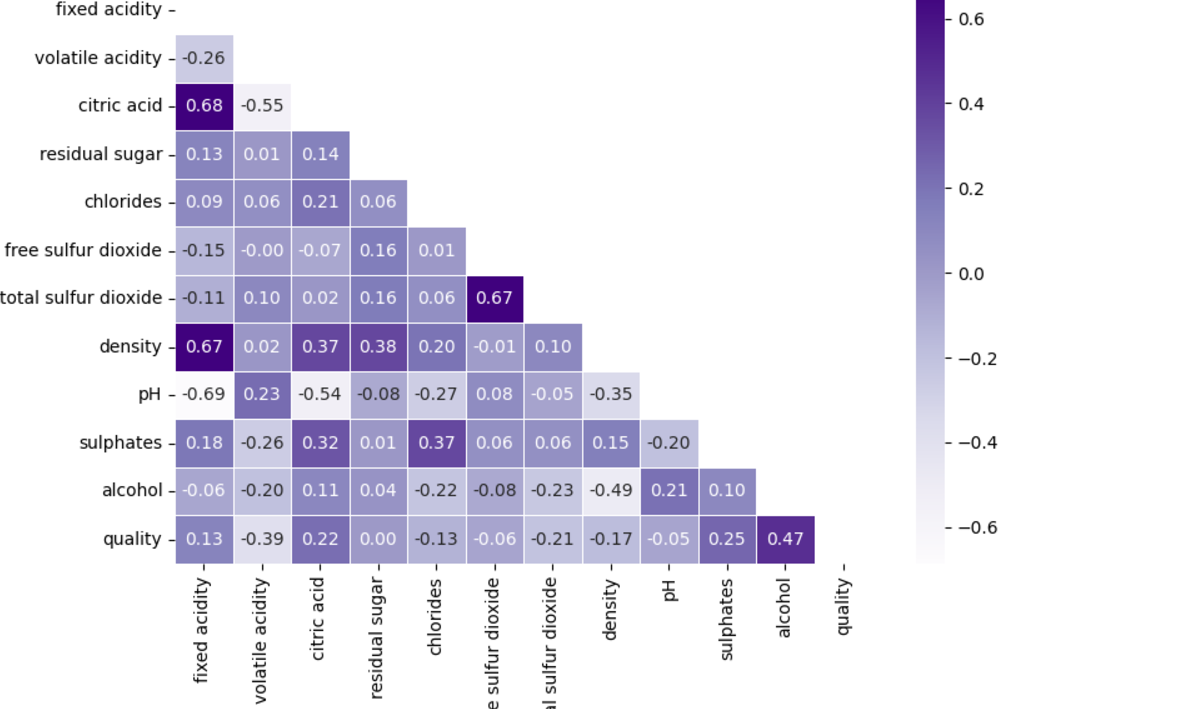 fixed acidity
volatile acidity -0.26
citric acid 0.68 -0.55
residual sugar 0.13 0.01 0.14
chlorides 0.09 0.06 0.21 0.06
free sulfur dioxide -0.15 -0.00 -0.07 0.16 0.01
total sulfur dioxide -0.11 0.10 0.02 0.16 0.06 0.67
density 0.67 0.02 0.37 0.38 0.20 -0.01 0.10
pH -0.69 0.23 -0.54 -0.08 -0.27 0.08 -0.05 -0.35
sulphates 0.18 -0.26 0.32 0.01 0.37 0.06 0.06 0.15 -0.20
alcohol -0.06 -0.20 0.11 0.04 -0.22 -0.08 -0.23 -0.49 0.21 0.10
quality 0.13 -0.39 0.22 0.00 -0.13 -0.06 -0.21 -0.17 -0.05 0.25 0.47
fixed acidity
volatile acidity
citric acid
residual sugar
chlorides
e sulfur dioxide
al sulfur dioxide
density
pH
sulphates
alcohol
quality
0.6
0.4
0.2
0.0
−0.2
−0.4
−0.6